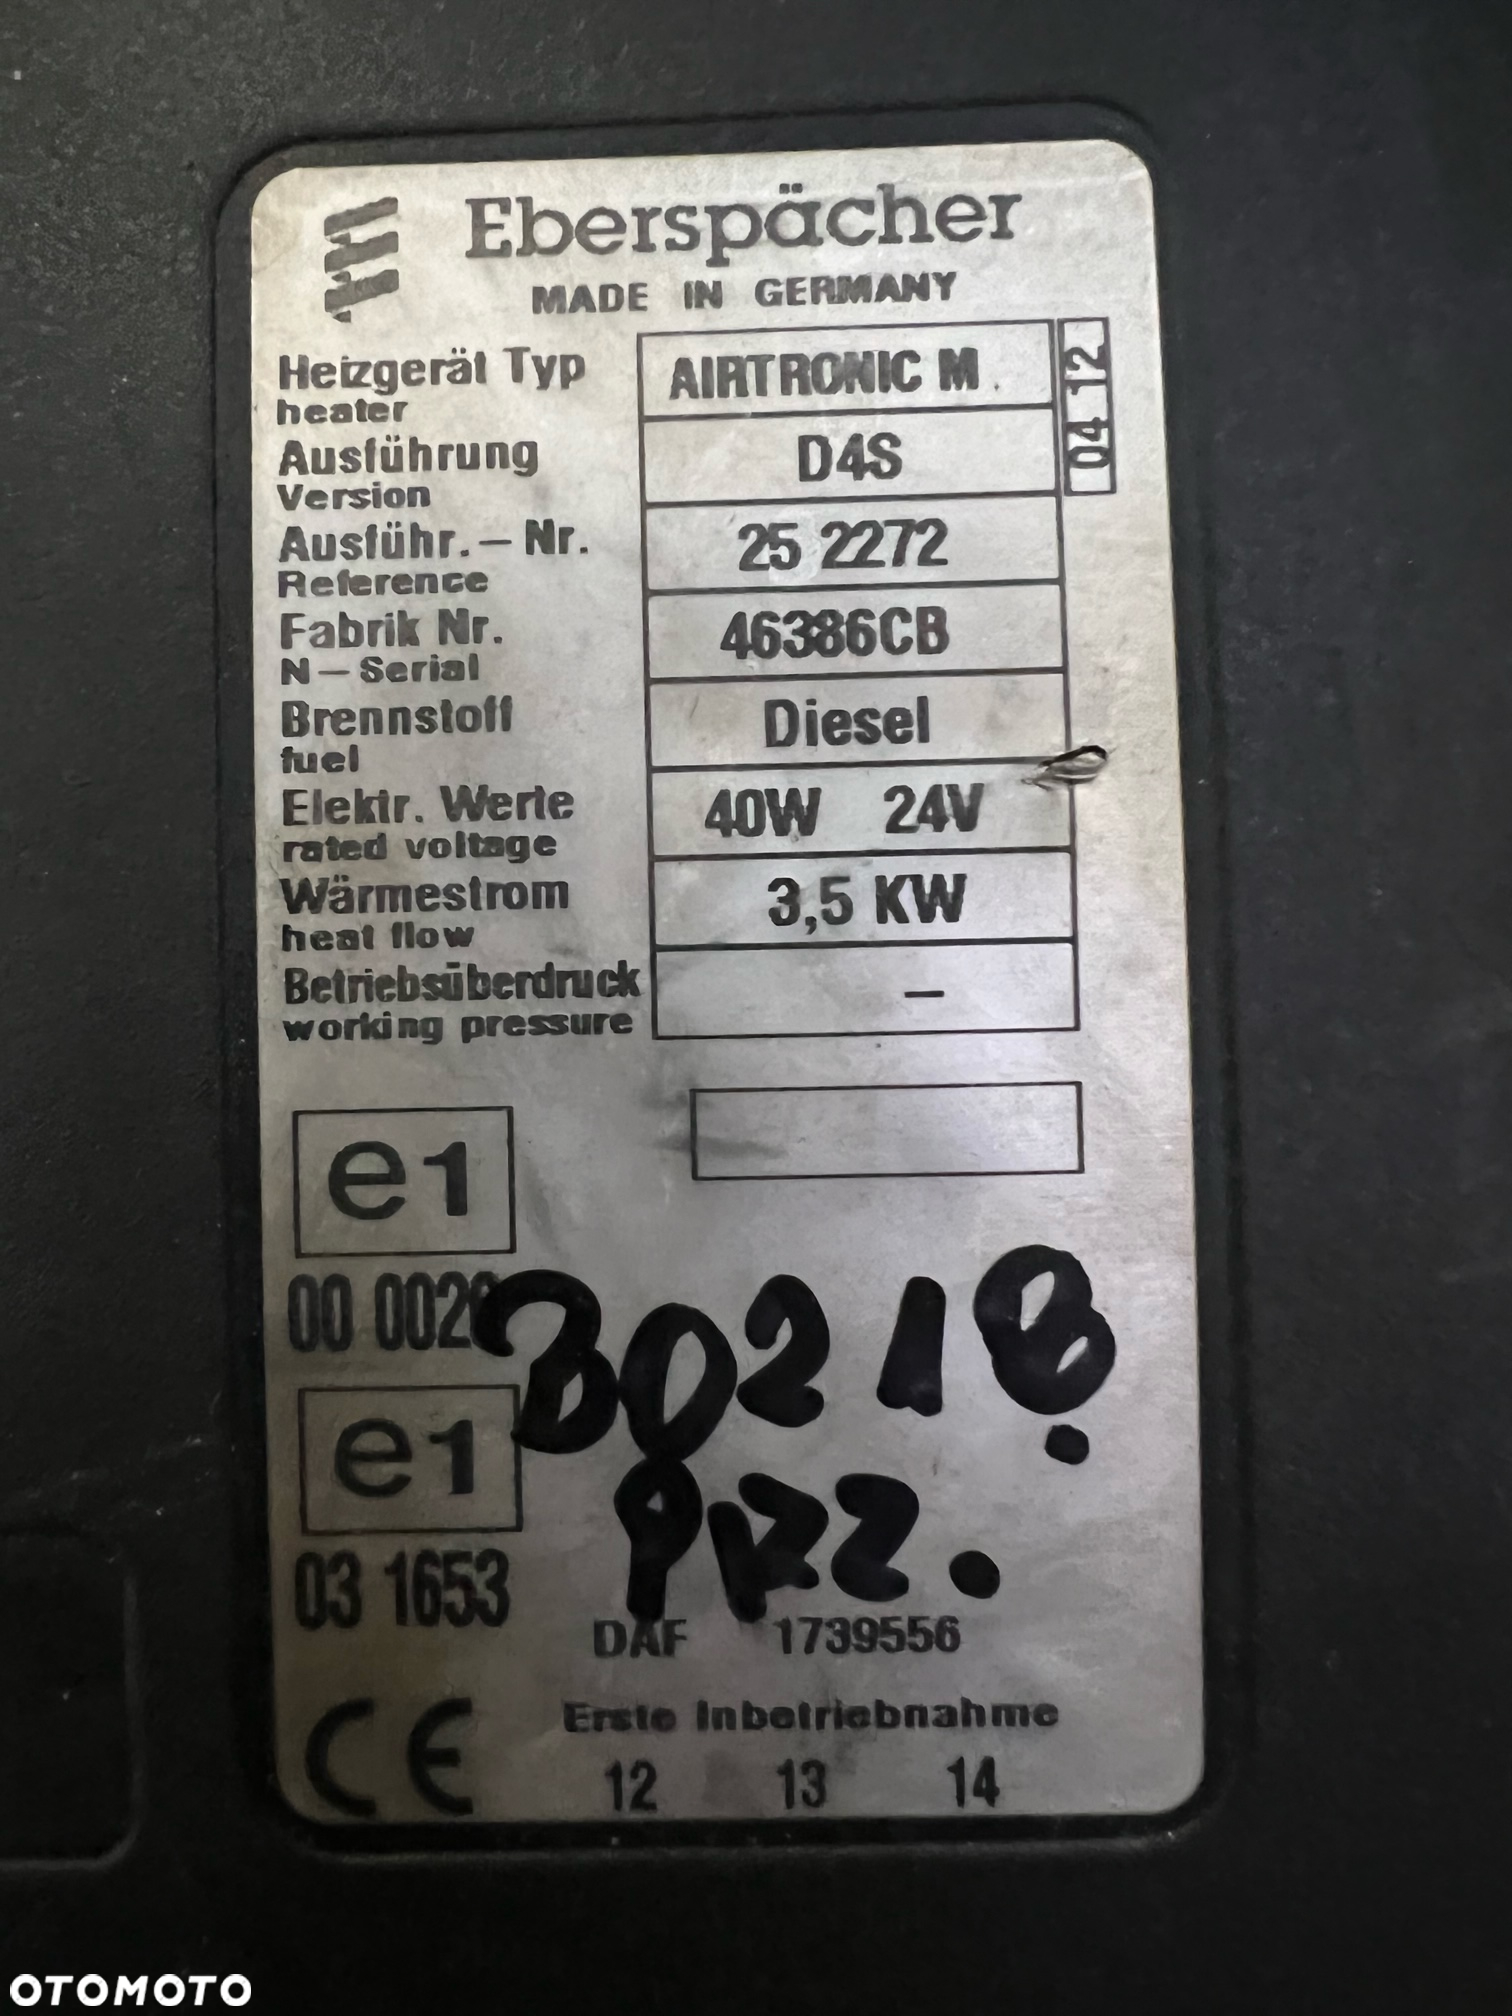 Eberspächer
MADE IN GERMANY
Heizgerät Typ AIRTRONIC M
heater
04 12
Ausführung D4S
Version
Ausführ.-Nr. 25 2272
Reference
Fabrik Nr. 46386CB
N-Serial
Brennstoff Diesel
fuel
Elektr. Werte 40W 24V
rated voltage
Wärmestrom 3,5 KW
heat flow
Betriebsüberdruck –
working pressure
e1
00
30218
e1
PRZ.
03 1653
DAF 1739556
CE
Erste Inbetriebnahme
12 13 14
OTOMOTO